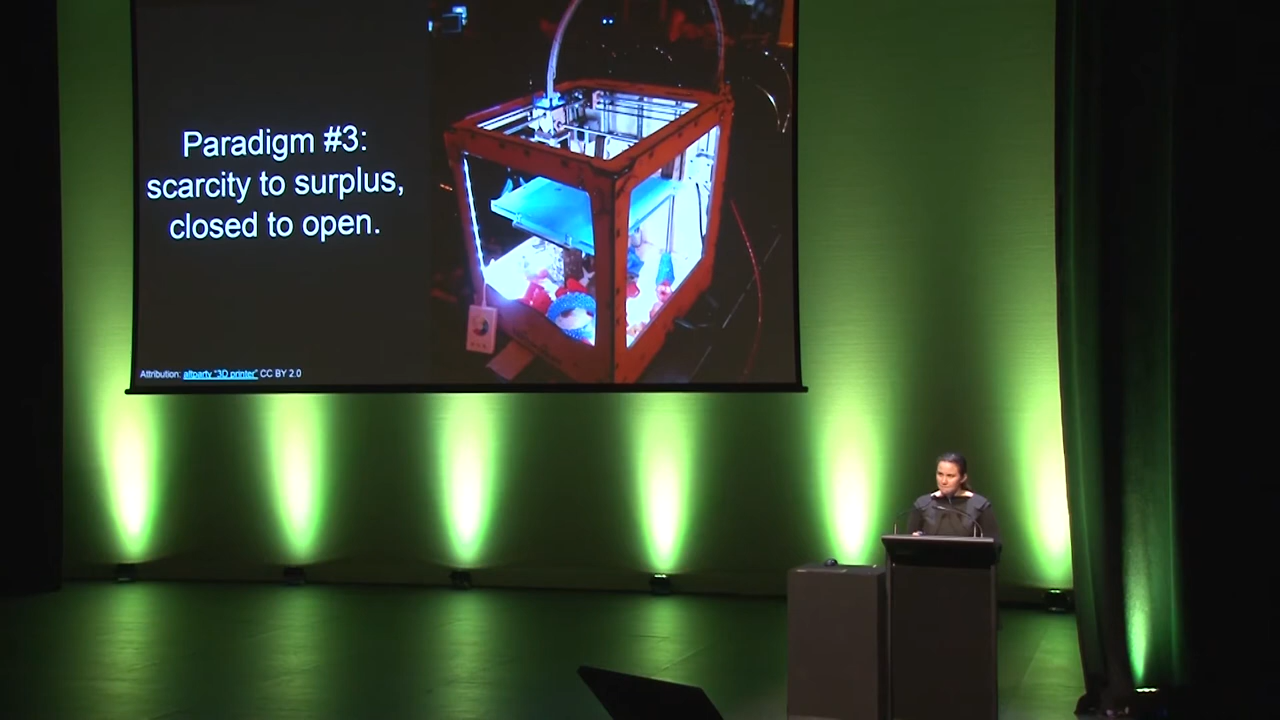 Paradigm #3:
scarcity to surplus,
closed to open.
Attribution: altparty "3D printer" CC BY 2.0